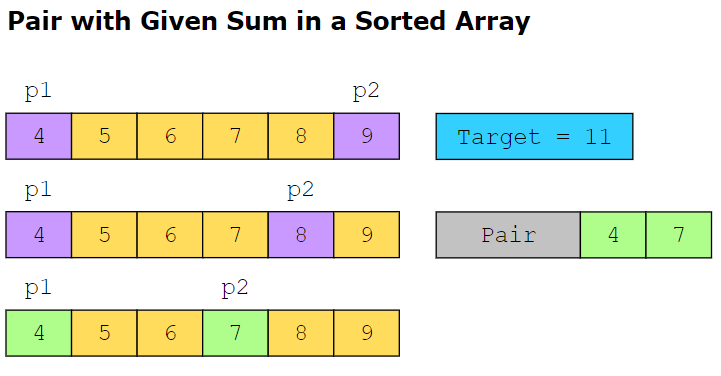 Pair with Given Sum in a Sorted Array
p1 p2
4 5 6 7 8 9 Target = 11
p1 p2
4 5 6 7 8 9 Pair 4 7
p1 p2
4 5 6 7 8 9